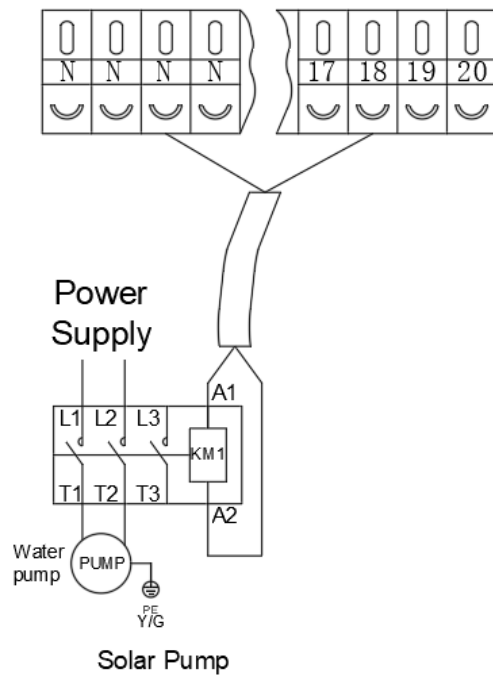 N N N N 17 18 19 20
Power
Supply
A1
L1 L2 L3
KM1
T1 T2 T3
A2
Water
pump
PUMP
PE
Y/G
Solar Pump